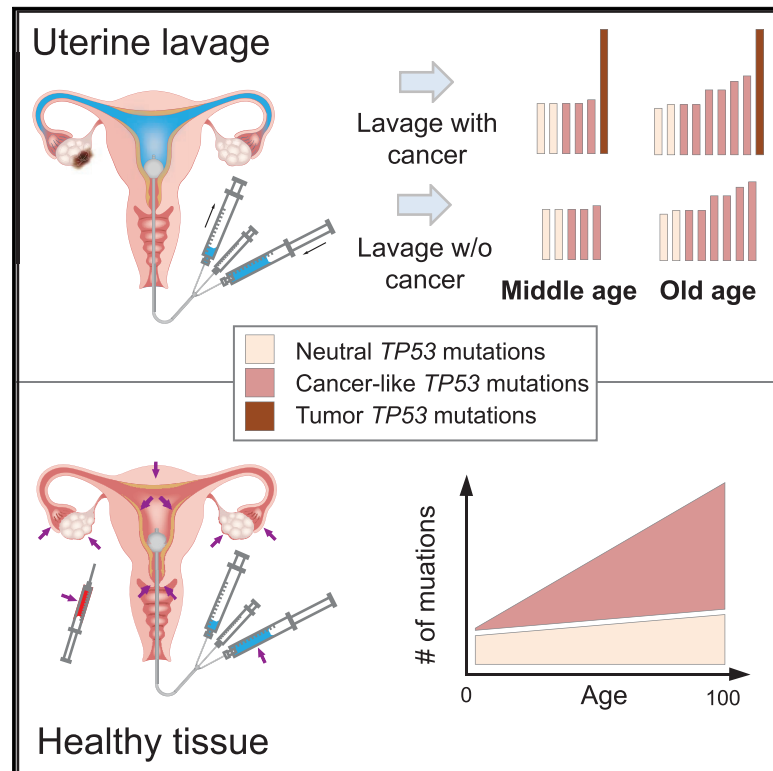 Uterine lavage
Lavage with
cancer
Lavage w/o
cancer
Middle age
Old age
Neutral TP53 mutations
Cancer-like TP53 mutations
Tumor TP53 mutations
# of muations
0
Age
100
Healthy tissue